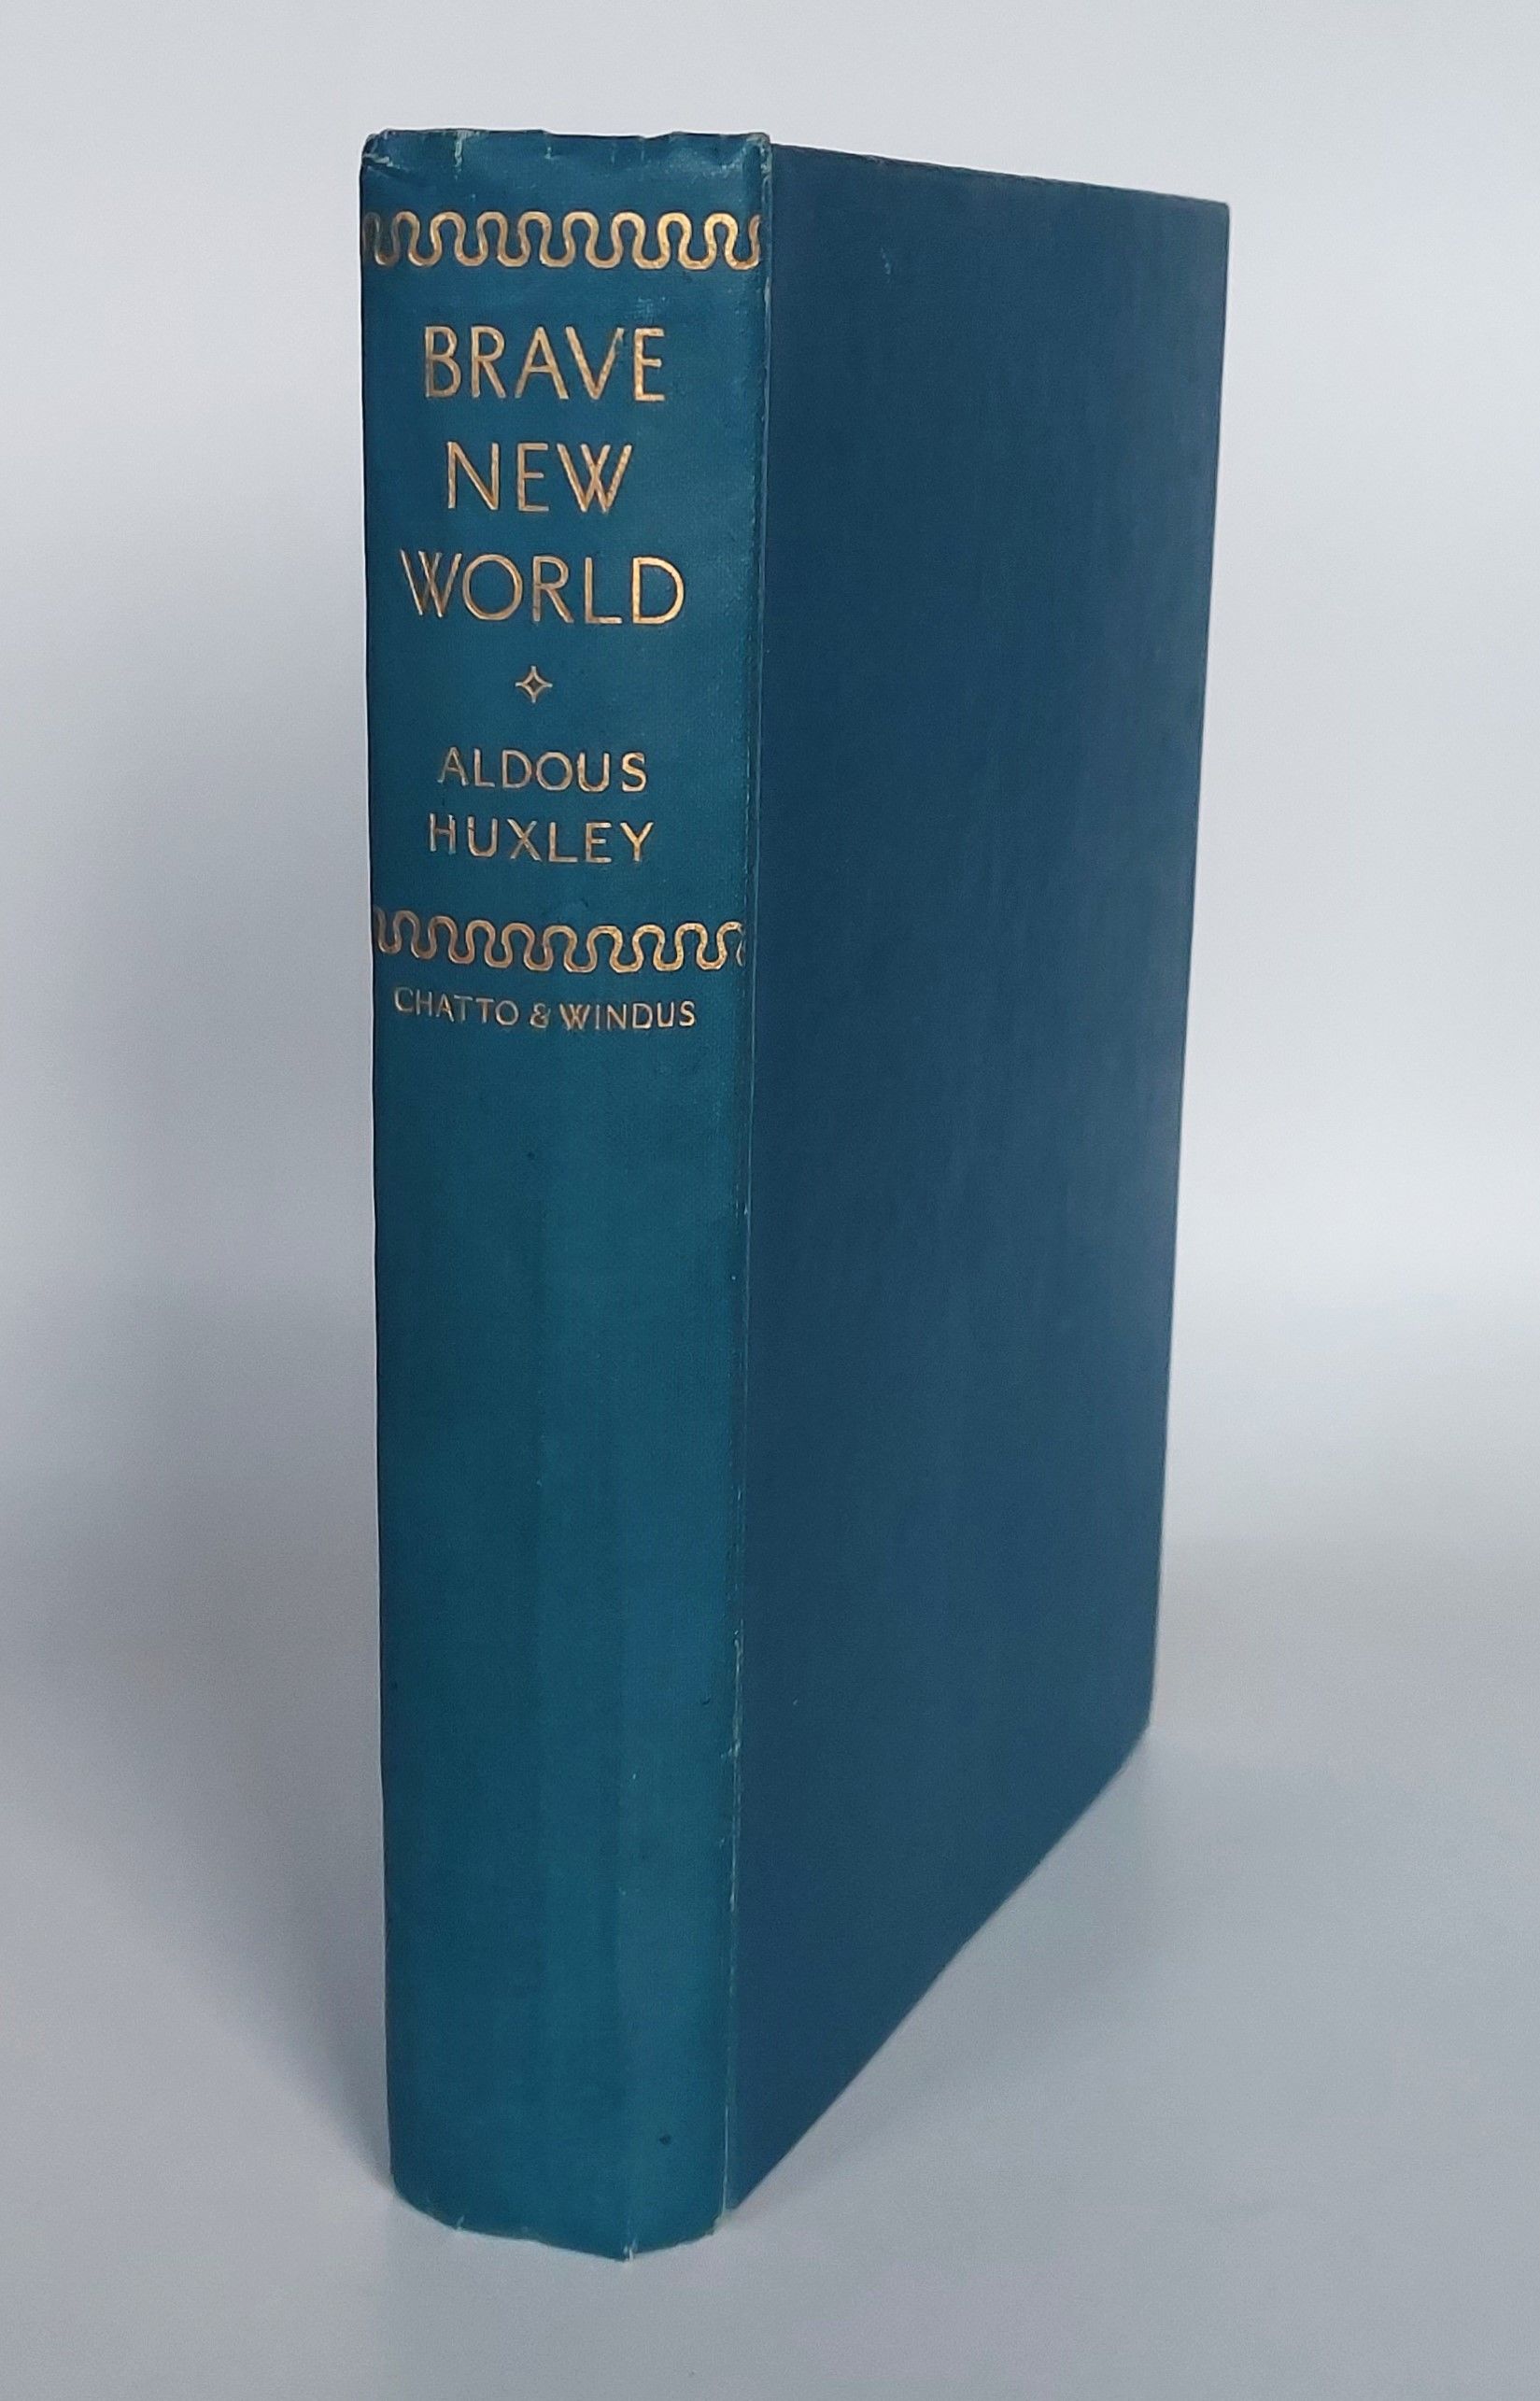 BRAVE
NEW
WORLD
ALDOUS
HUXLEY
CHATTO & WINDUS